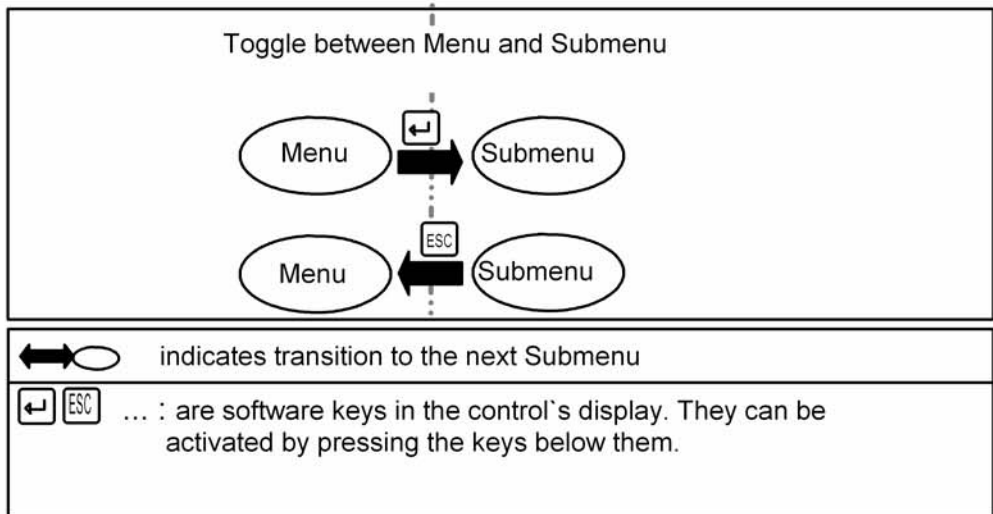 Toggle between Menu and Submenu
Menu
Submenu
ESC
Menu
Submenu
indicates transition to the next Submenu
ESC ... : are software keys in the control`s display. They can be
activated by pressing the keys below them.